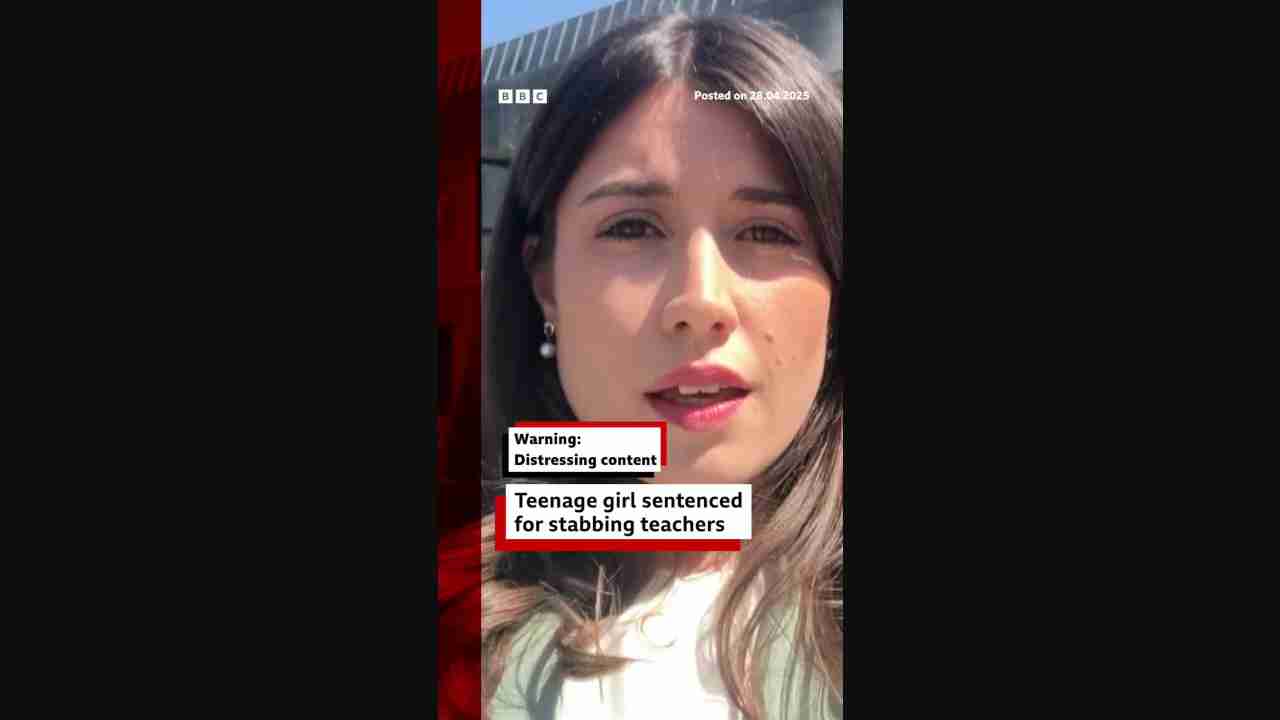 BBC
Posted on 28.04.2025
Warning:
Distressing content
Teenage girl sentenced
for stabbing teachers